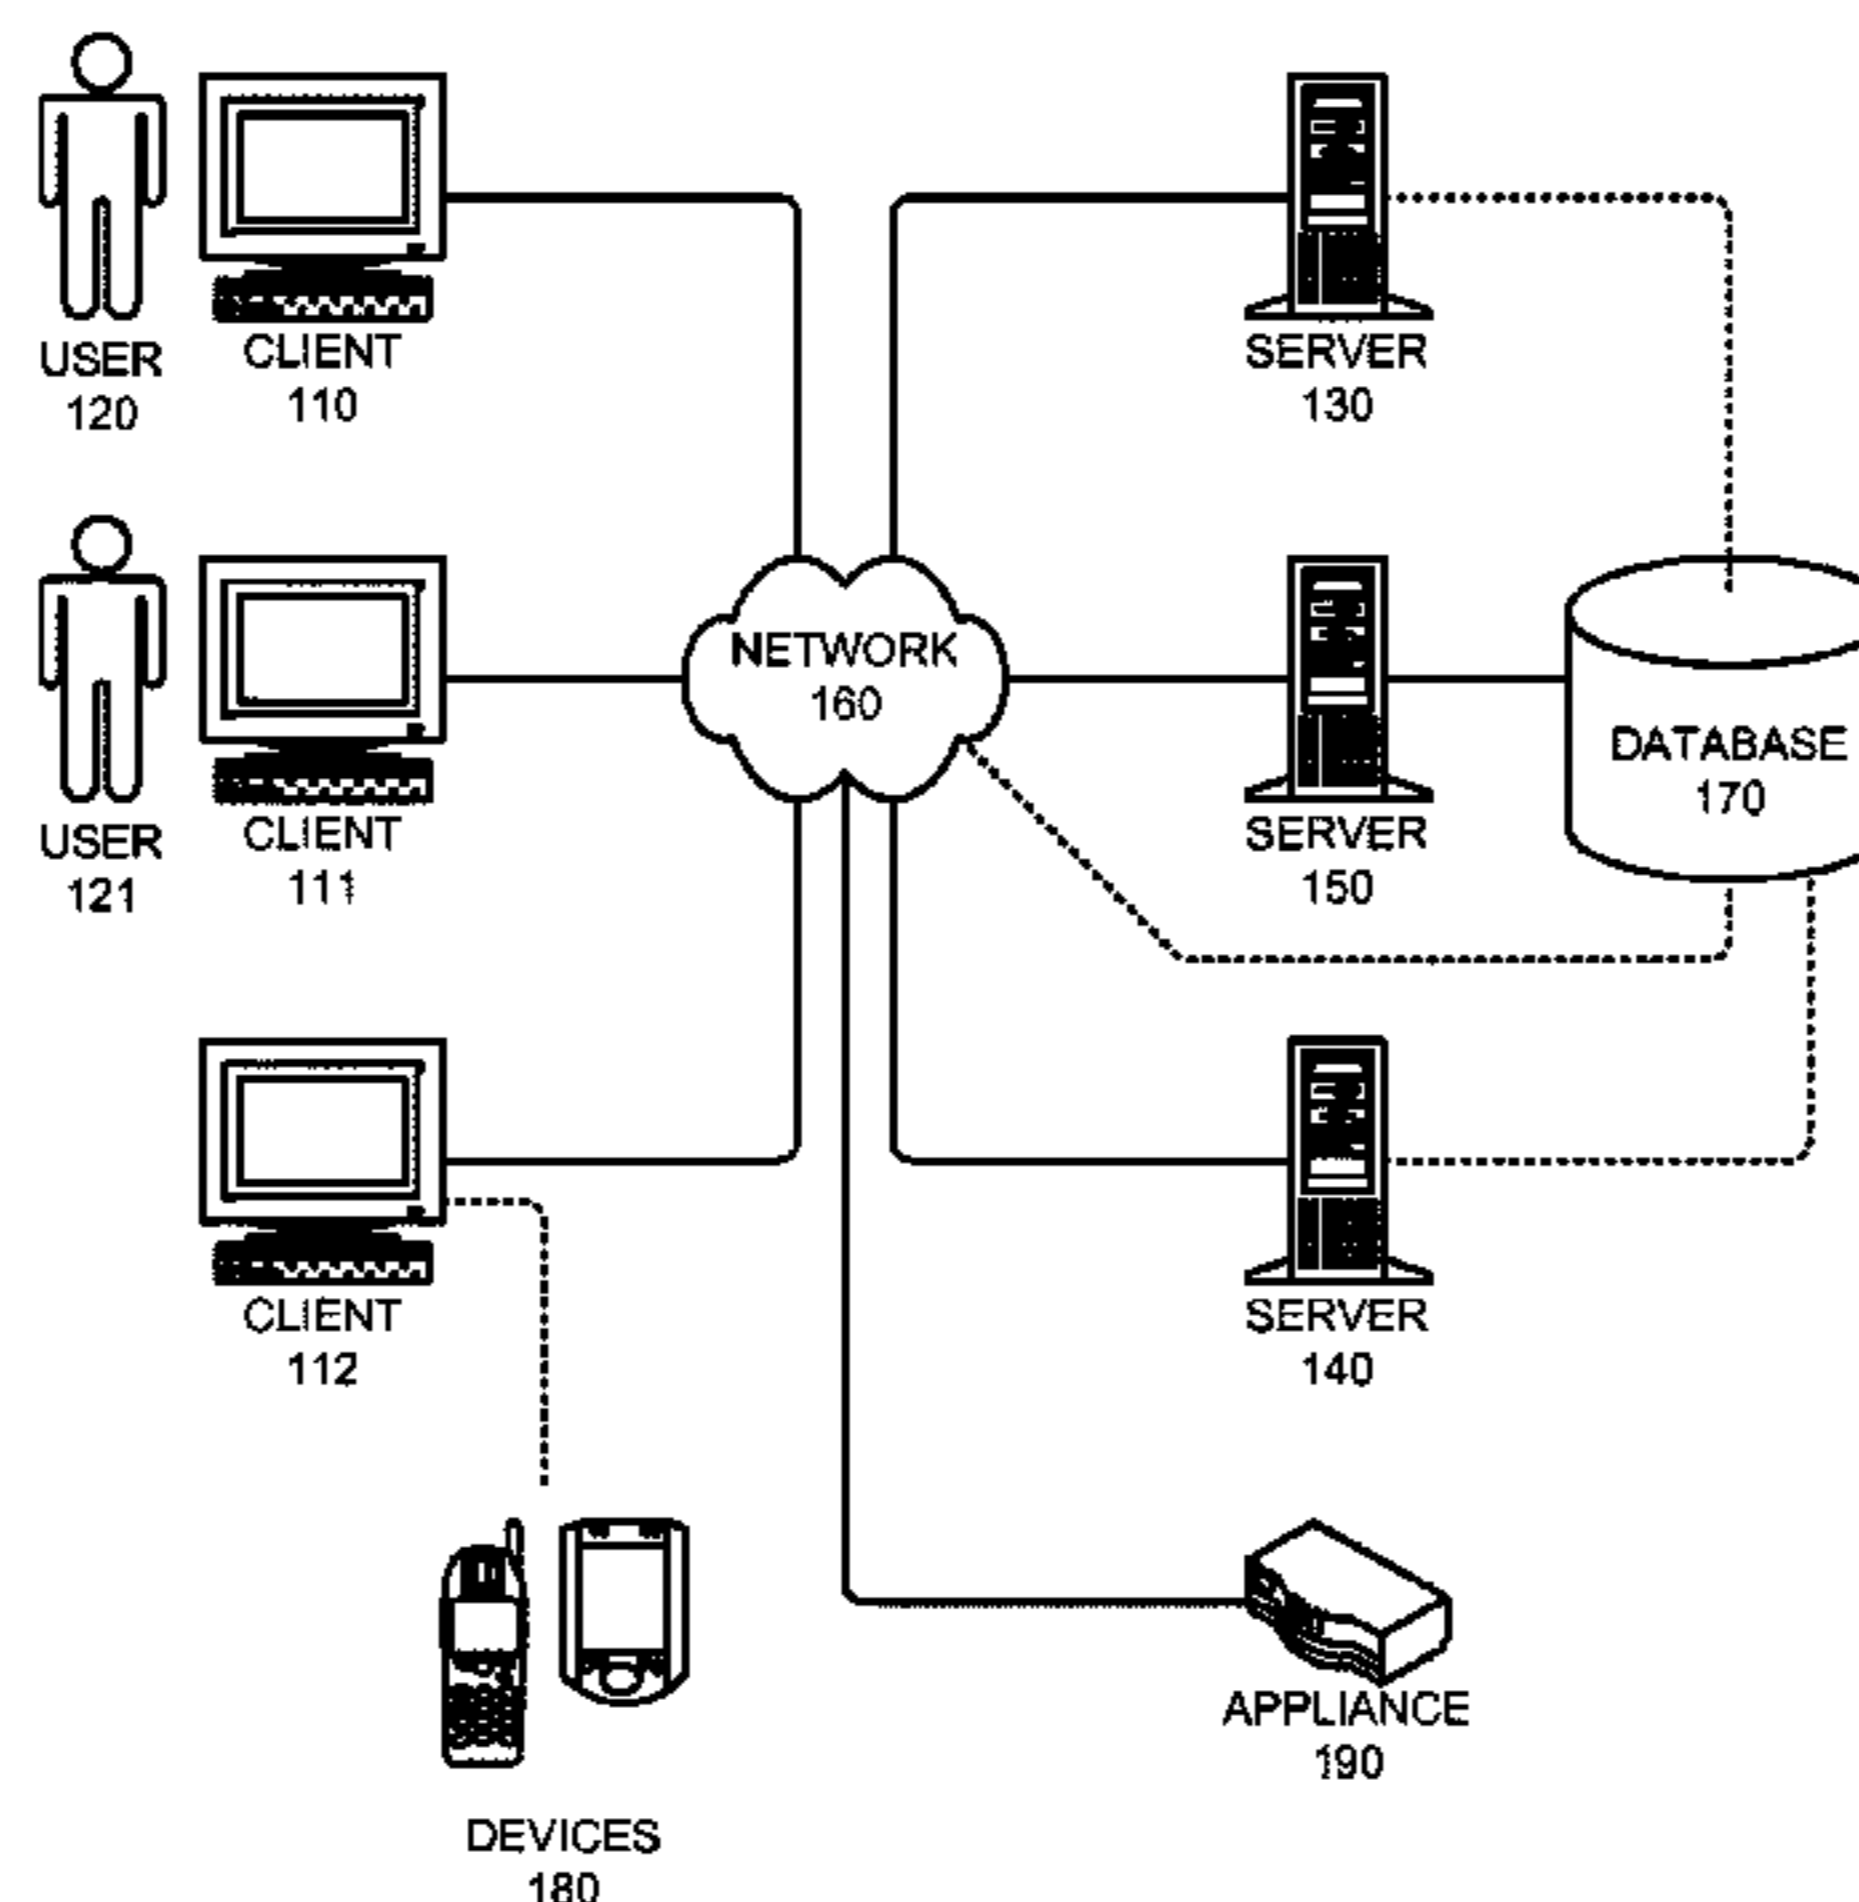 USER
120
CLIENT
110
SERVER
130
NETWORK
160
USER
121
CLIENT
111
SERVER
150
DATABASE
170
CLIENT
112
SERVER
140
DEVICES
180
APPLIANCE
190